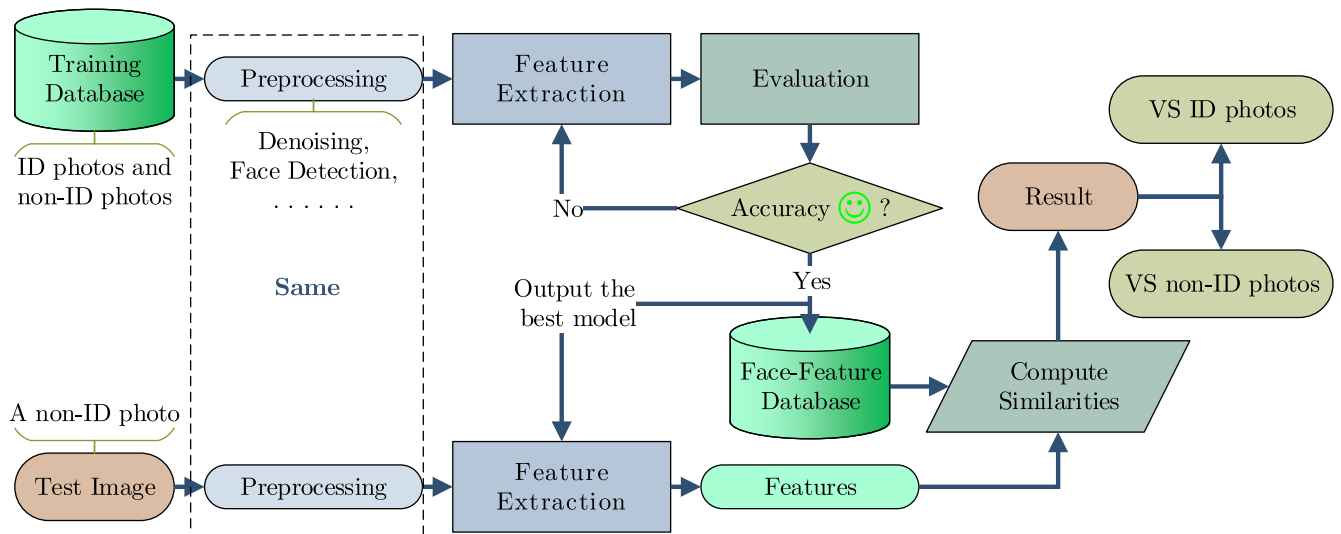 Training
Database
ID photos and
non-ID photos
Preprocessing
Denoising,
Face Detection,
. . . . . .
Same
Feature
Extraction
Evaluation
Accuracy ?
No
Yes
Output the
best model
Face-Feature
Database
Compute
Similarities
Result
VS ID photos
VS non-ID photos
A non-ID photo
Test Image
Preprocessing
Feature
Extraction
Features